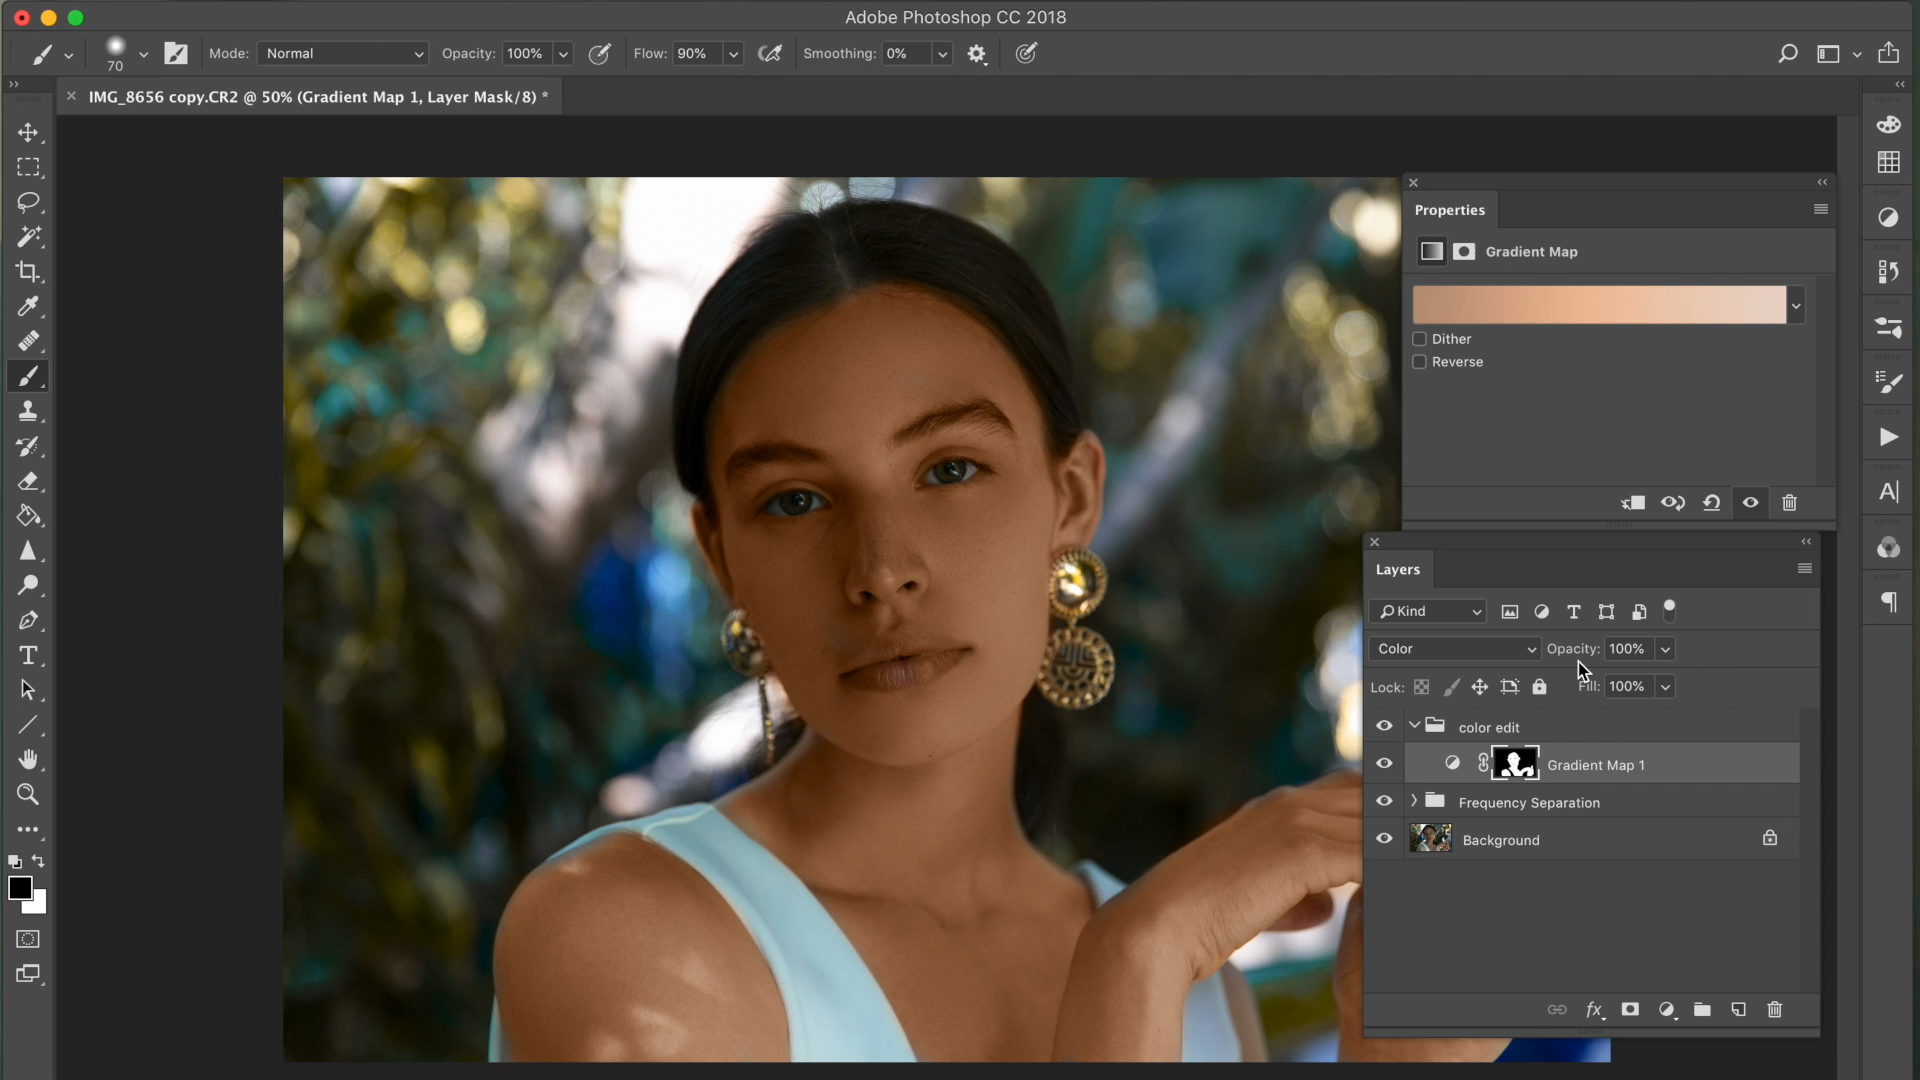 Adobe Photoshop CC 2018
70
Mode: Normal
Opacity: 100%
Flow: 90%
Smoothing: 0%
IMG_8656 copy.CR2 @ 50% (Gradient Map 1, Layer Mask/8) *
Properties
Gradient Map
Dither
Reverse
Layers
Kind
Color
Opacity: 100%
Lock:
Fill: 100%
color edit
Gradient Map 1
Frequency Separation
Background